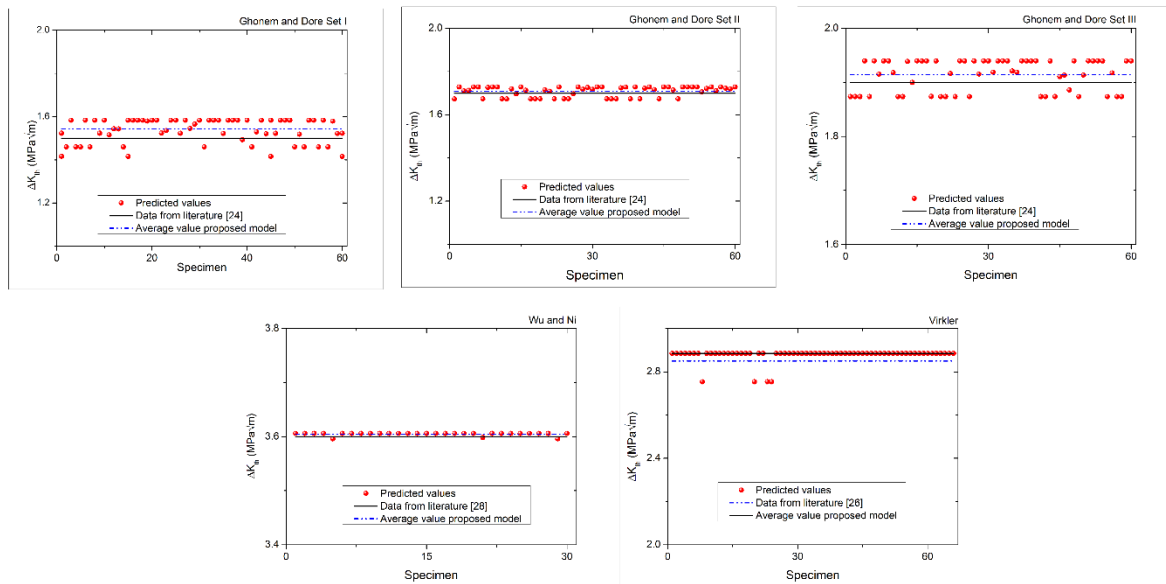 Ghonem and Dore Set I
2.0
1.6
1.2
ΔKth (MPa√m)
Predicted values
Data from literature [24]
Average value proposed model
0
20
40
60
Specimen
Ghonem and Dore Set II
2.0
1.6
1.2
ΔKth (MPa√m)
Predicted values
Data from literature [24]
Average value proposed model
0
30
60
Specimen
Ghonem and Dore Set III
2.0
1.9
1.8
1.6
ΔKth (MPa√m)
Predicted values
Data from literature [24]
Average value proposed model
0
30
60
Specimen
Wu and Ni
3.8
3.6
3.4
ΔKth (MPa√m)
Predicted values
Data from literature [28]
Average value proposed model
0
15
30
Specimen
Virkler
2.8
2.4
2.0
ΔKth (MPa√m)
Predicted values
Data from literature [26]
Average value proposed model
0
30
60
Specimen